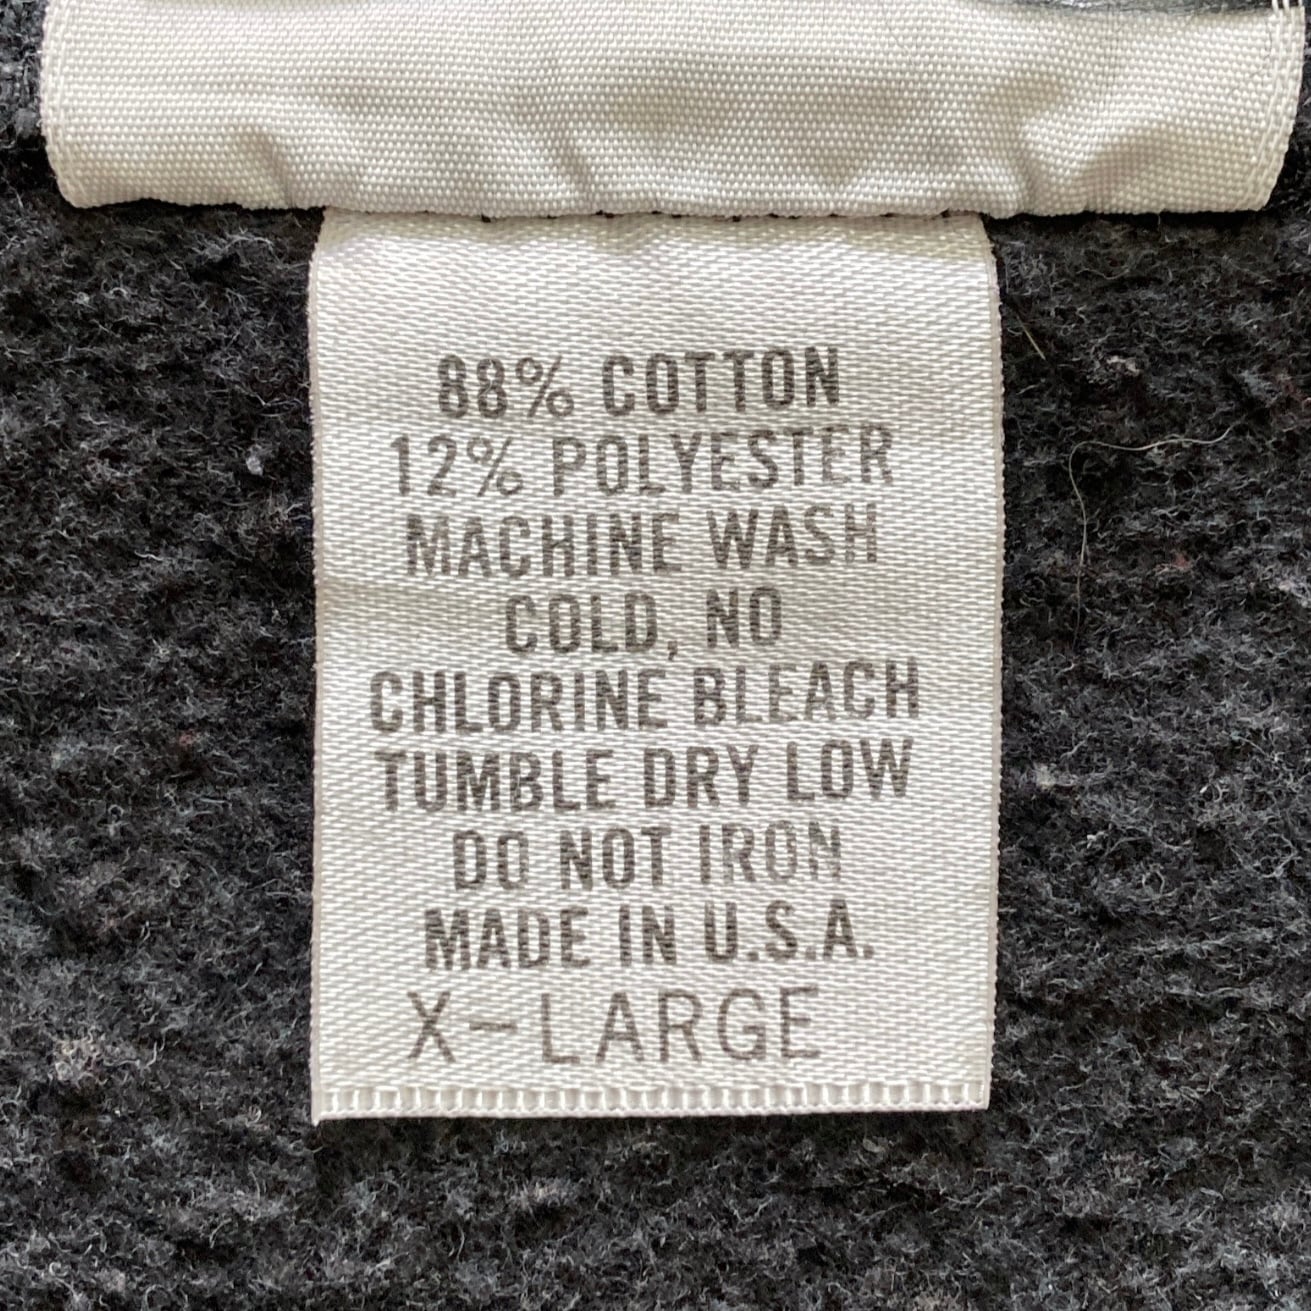 88% COTTON
12% POLYESTER
MACHINE WASH
COLD, NO
CHLORINE BLEACH
TUMBLE DRY LOW
DO NOT IRON
MADE IN U.S.A.
X-LARGE